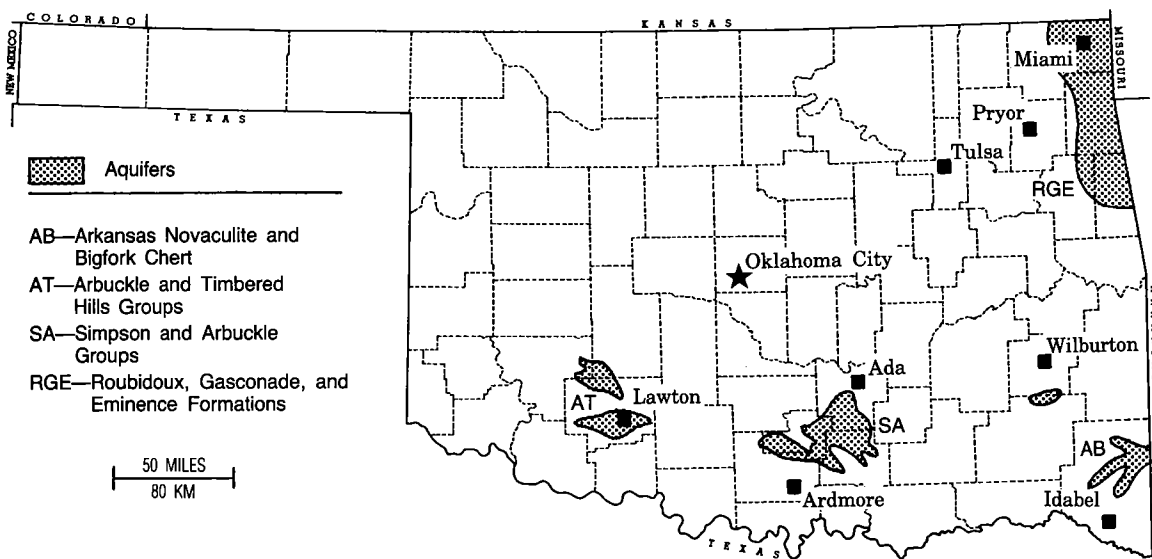 COLORADO
KANSAS
NEW MEXICO
MISSOURI
TEXAS
Miami
Pryor
Tulsa
RGE
Aquifers
AB—Arkansas Novaculite and
Bigfork Chert
AT—Arbuckle and Timbered
Hills Groups
SA—Simpson and Arbuckle
Groups
RGE—Roubidoux, Gasconade, and
Eminence Formations
50 MILES
80 KM
Oklahoma City
Wilburton
Ada
AT
Lawton
SA
AB
Ardmore
Idabel
TEXAS